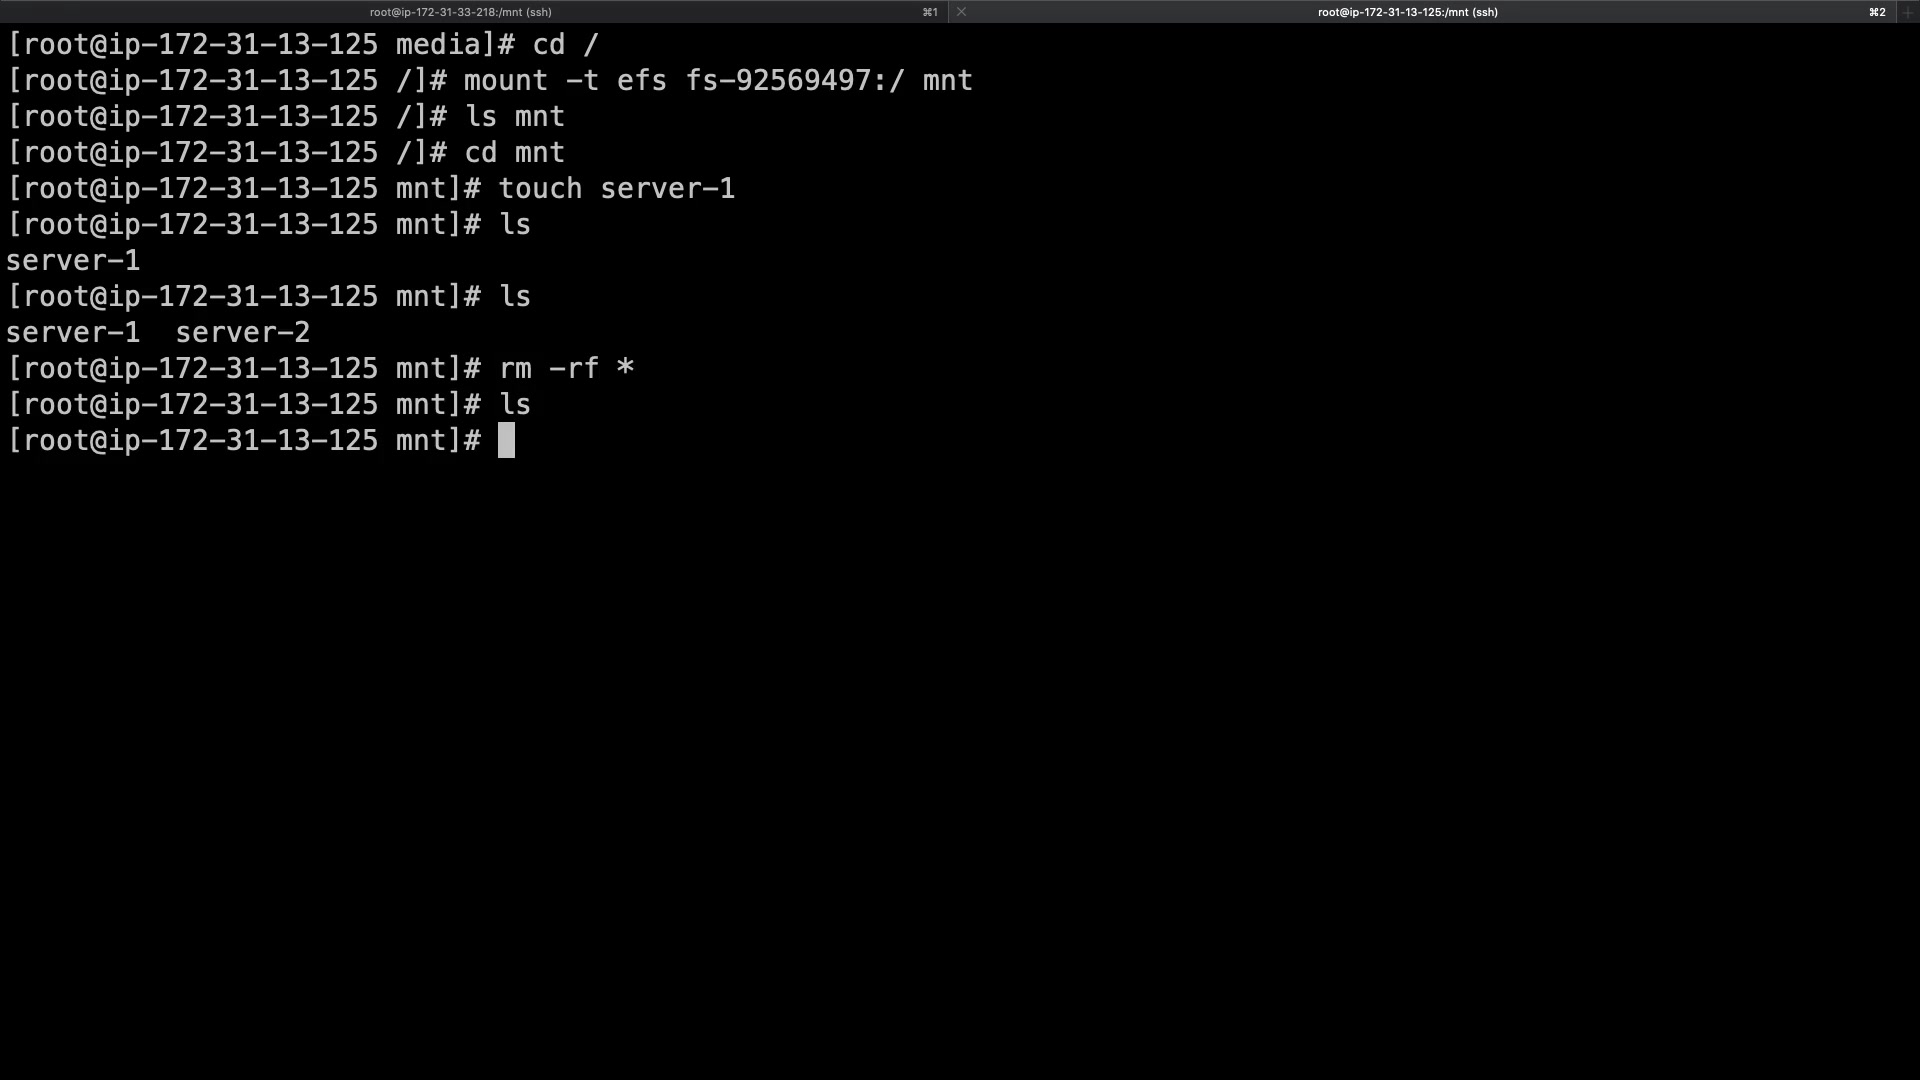 root@ip-172-31-33-218:/mnt (ssh) ⌘1 root@ip-172-31-13-125:/mnt (ssh) ⌘2
[root@ip-172-31-13-125 media]# cd /
[root@ip-172-31-13-125 /]# mount -t efs fs-92569497:/ mnt
[root@ip-172-31-13-125 /]# ls mnt
[root@ip-172-31-13-125 /]# cd mnt
[root@ip-172-31-13-125 mnt]# touch server-1
[root@ip-172-31-13-125 mnt]# ls
server-1
[root@ip-172-31-13-125 mnt]# ls
server-1  server-2
[root@ip-172-31-13-125 mnt]# rm -rf *
[root@ip-172-31-13-125 mnt]# ls
[root@ip-172-31-13-125 mnt]#